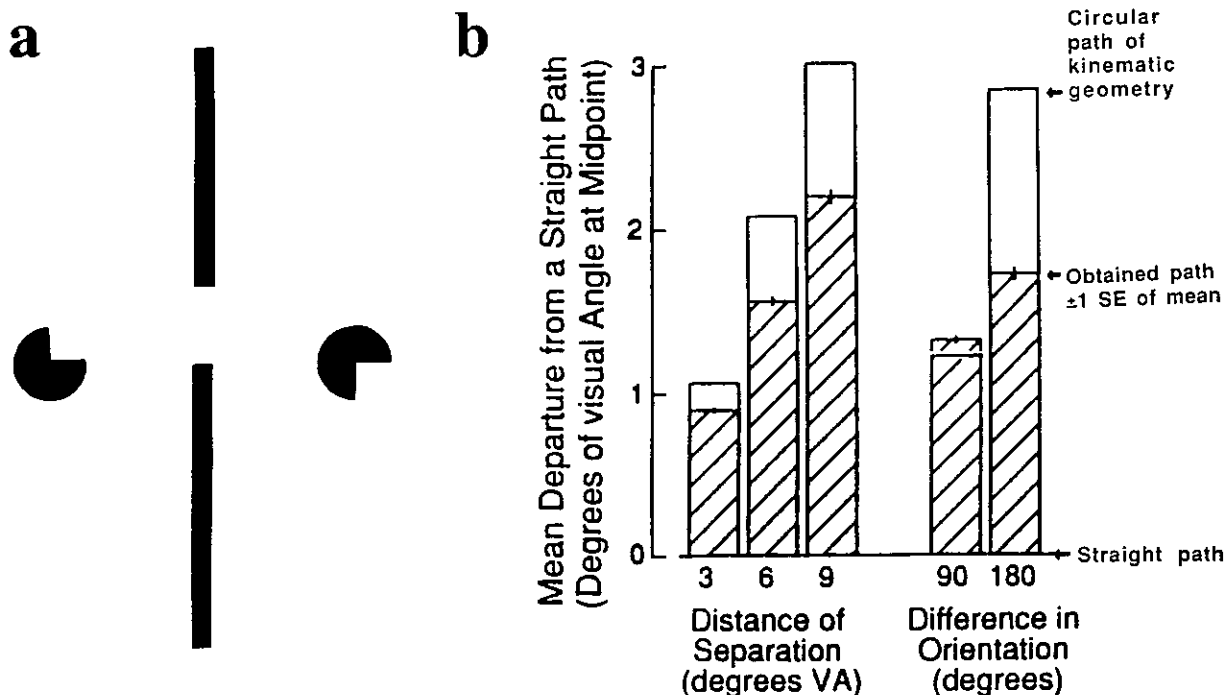 a
b
Mean Departure from a Straight Path
(Degrees of visual Angle at Midpoint)
3
2
1
0
3 6 9
90 180
Distance of
Separation
(degrees VA)
Difference in
Orientation
(degrees)
Circular
path of
kinematic
geometry
Obtained path
±1 SE of mean
Straight path